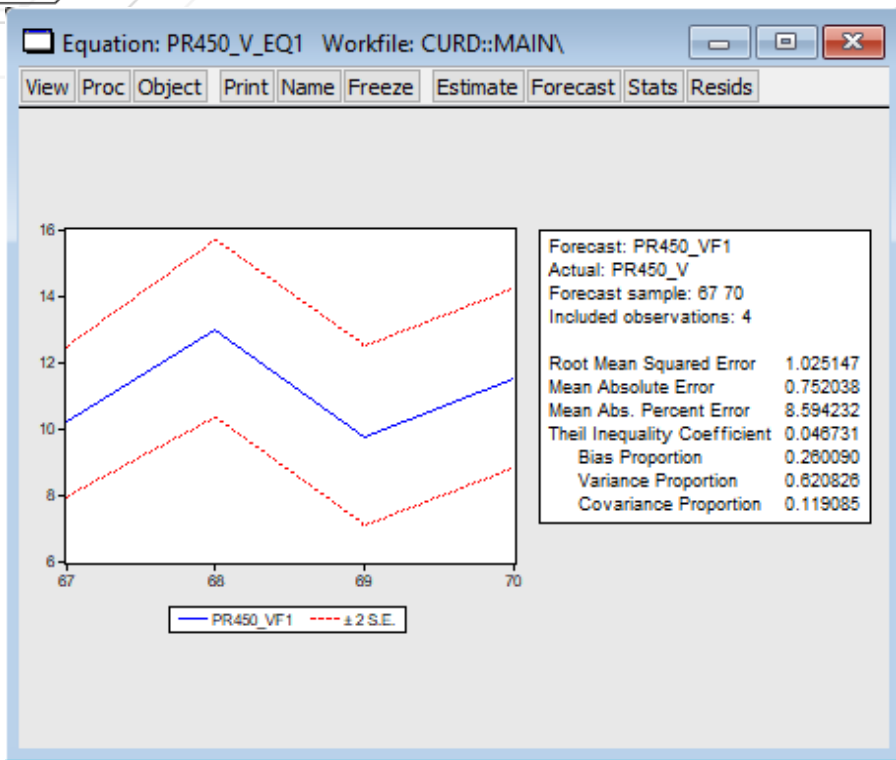 Equation: PR450_V_EQ1 Workfile: CURD::MAIN\
View Proc Object Print Name Freeze Estimate Forecast Stats Resids
16
14
12
10
8
6
67 68 69 70
PR450_VF1 ± 2 S.E.
Forecast: PR450_VF1
Actual: PR450_V
Forecast sample: 67 70
Included observations: 4
Root Mean Squared Error 1.025147
Mean Absolute Error 0.752038
Mean Abs. Percent Error 8.594232
Theil Inequality Coefficient 0.046731
Bias Proportion 0.260090
Variance Proportion 0.620826
Covariance Proportion 0.119085